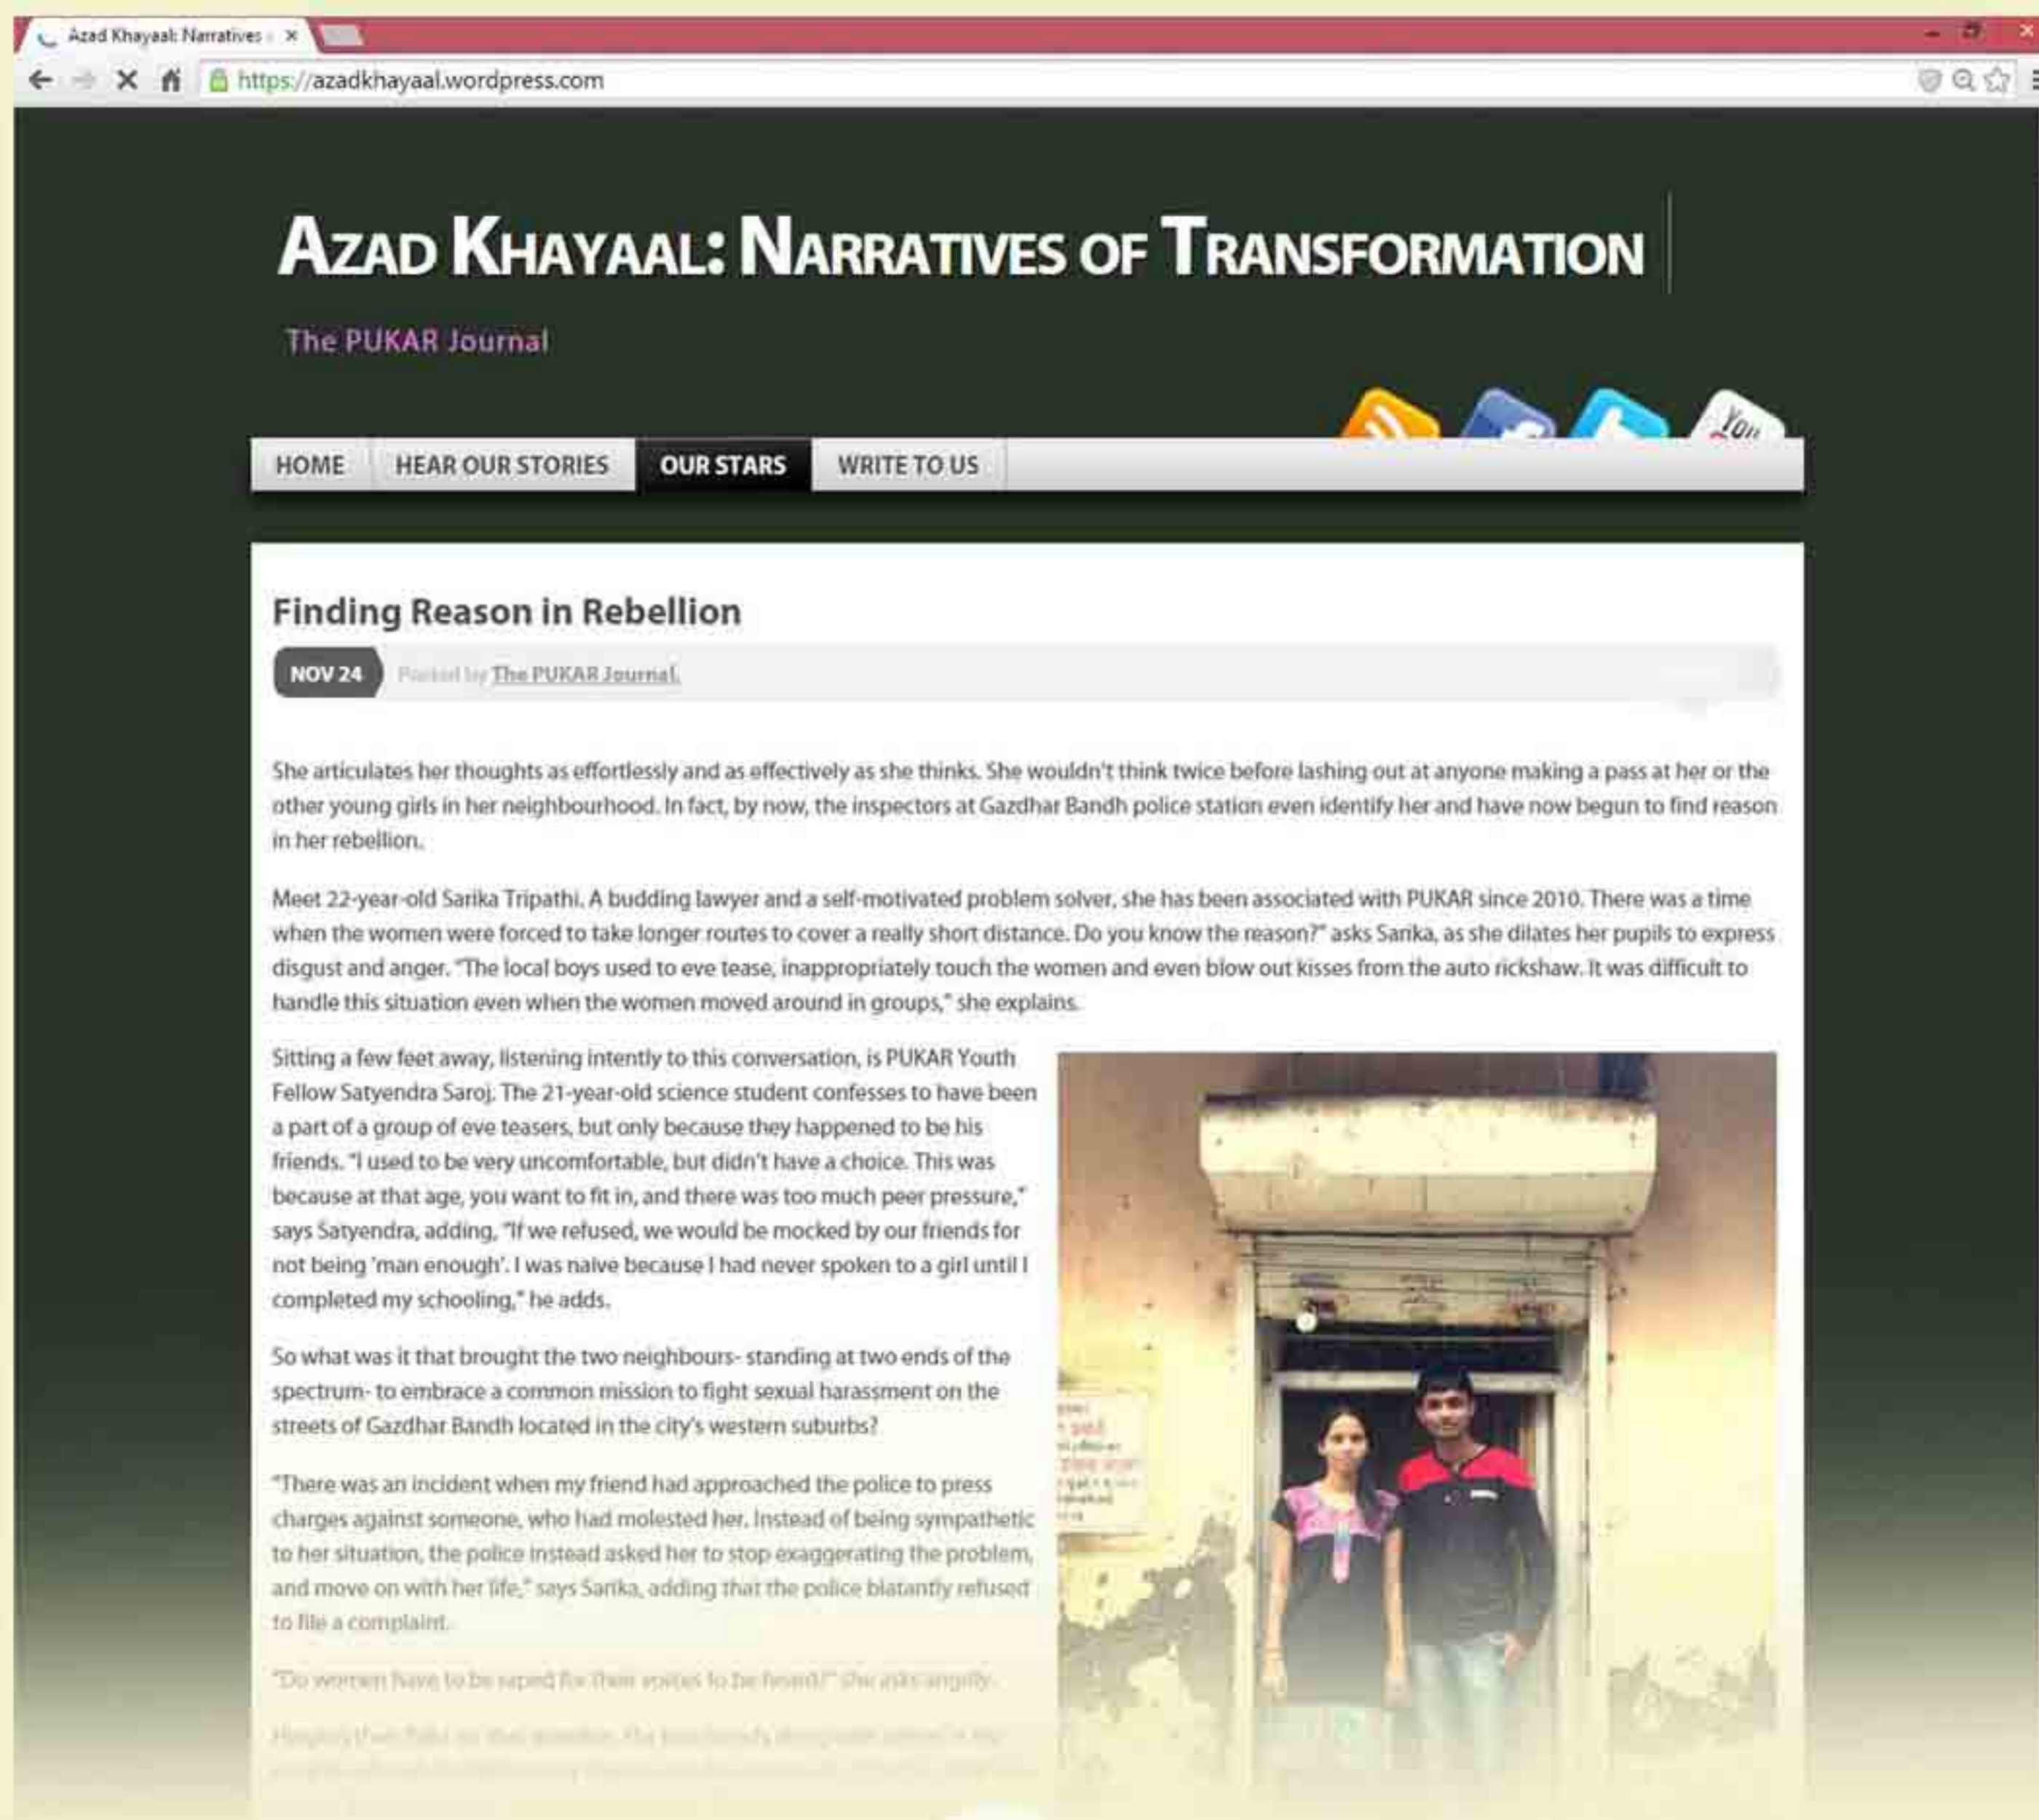 Azad Khayaal: Narratives
https://azadkhayaal.wordpress.com
AZAD KHAYAAL: NARRATIVES OF TRANSFORMATION
The PUKAR Journal
You
HOME HEAR OUR STORIES OUR STARS WRITE TO US
Finding Reason in Rebellion
NOV 24 Posted by The PUKAR Journal.
She articulates her thoughts as effortlessly and as effectively as she thinks. She wouldn't think twice before lashing out at anyone making a pass at her or the
other young girls in her neighbourhood. In fact, by now, the inspectors at Gazdhar Bandh police station even identify her and have now begun to find reason
in her rebellion.
Meet 22-year-old Sarika Tripathi. A budding lawyer and a self-motivated problem solver, she has been associated with PUKAR since 2010. There was a time
when the women were forced to take longer routes to cover a really short distance. Do you know the reason?" asks Sarika, as she dilates her pupils to express
disgust and anger. "The local boys used to eve tease, inappropriately touch the women and even blow out kisses from the auto rickshaw. It was difficult to
handle this situation even when the women moved around in groups," she explains.
Sitting a few feet away, listening intently to this conversation, is PUKAR Youth
Fellow Satyendra Saroj. The 21-year-old science student confesses to have been
a part of a group of eve teasers, but only because they happened to be his
friends. "I used to be very uncomfortable, but didn't have a choice. This was
because at that age, you want to fit in, and there was too much peer pressure,"
says Satyendra, adding, "If we refused, we would be mocked by our friends for
not being 'man enough'. I was naive because I had never spoken to a girl until I
completed my schooling," he adds.
So what was it that brought the two neighbours- standing at two ends of the
spectrum- to embrace a common mission to fight sexual harassment on the
streets of Gazdhar Bandh located in the city's western suburbs?
"There was an incident when my friend had approached the police to press
charges against someone, who had molested her. Instead of being sympathetic
to her situation, the police instead asked her to stop exaggerating the problem,
and move on with her life," says Sarika, adding that the police blatantly refused
to file a complaint.
"Do women have to be raped for their voices to be heard?" she asks angrily.